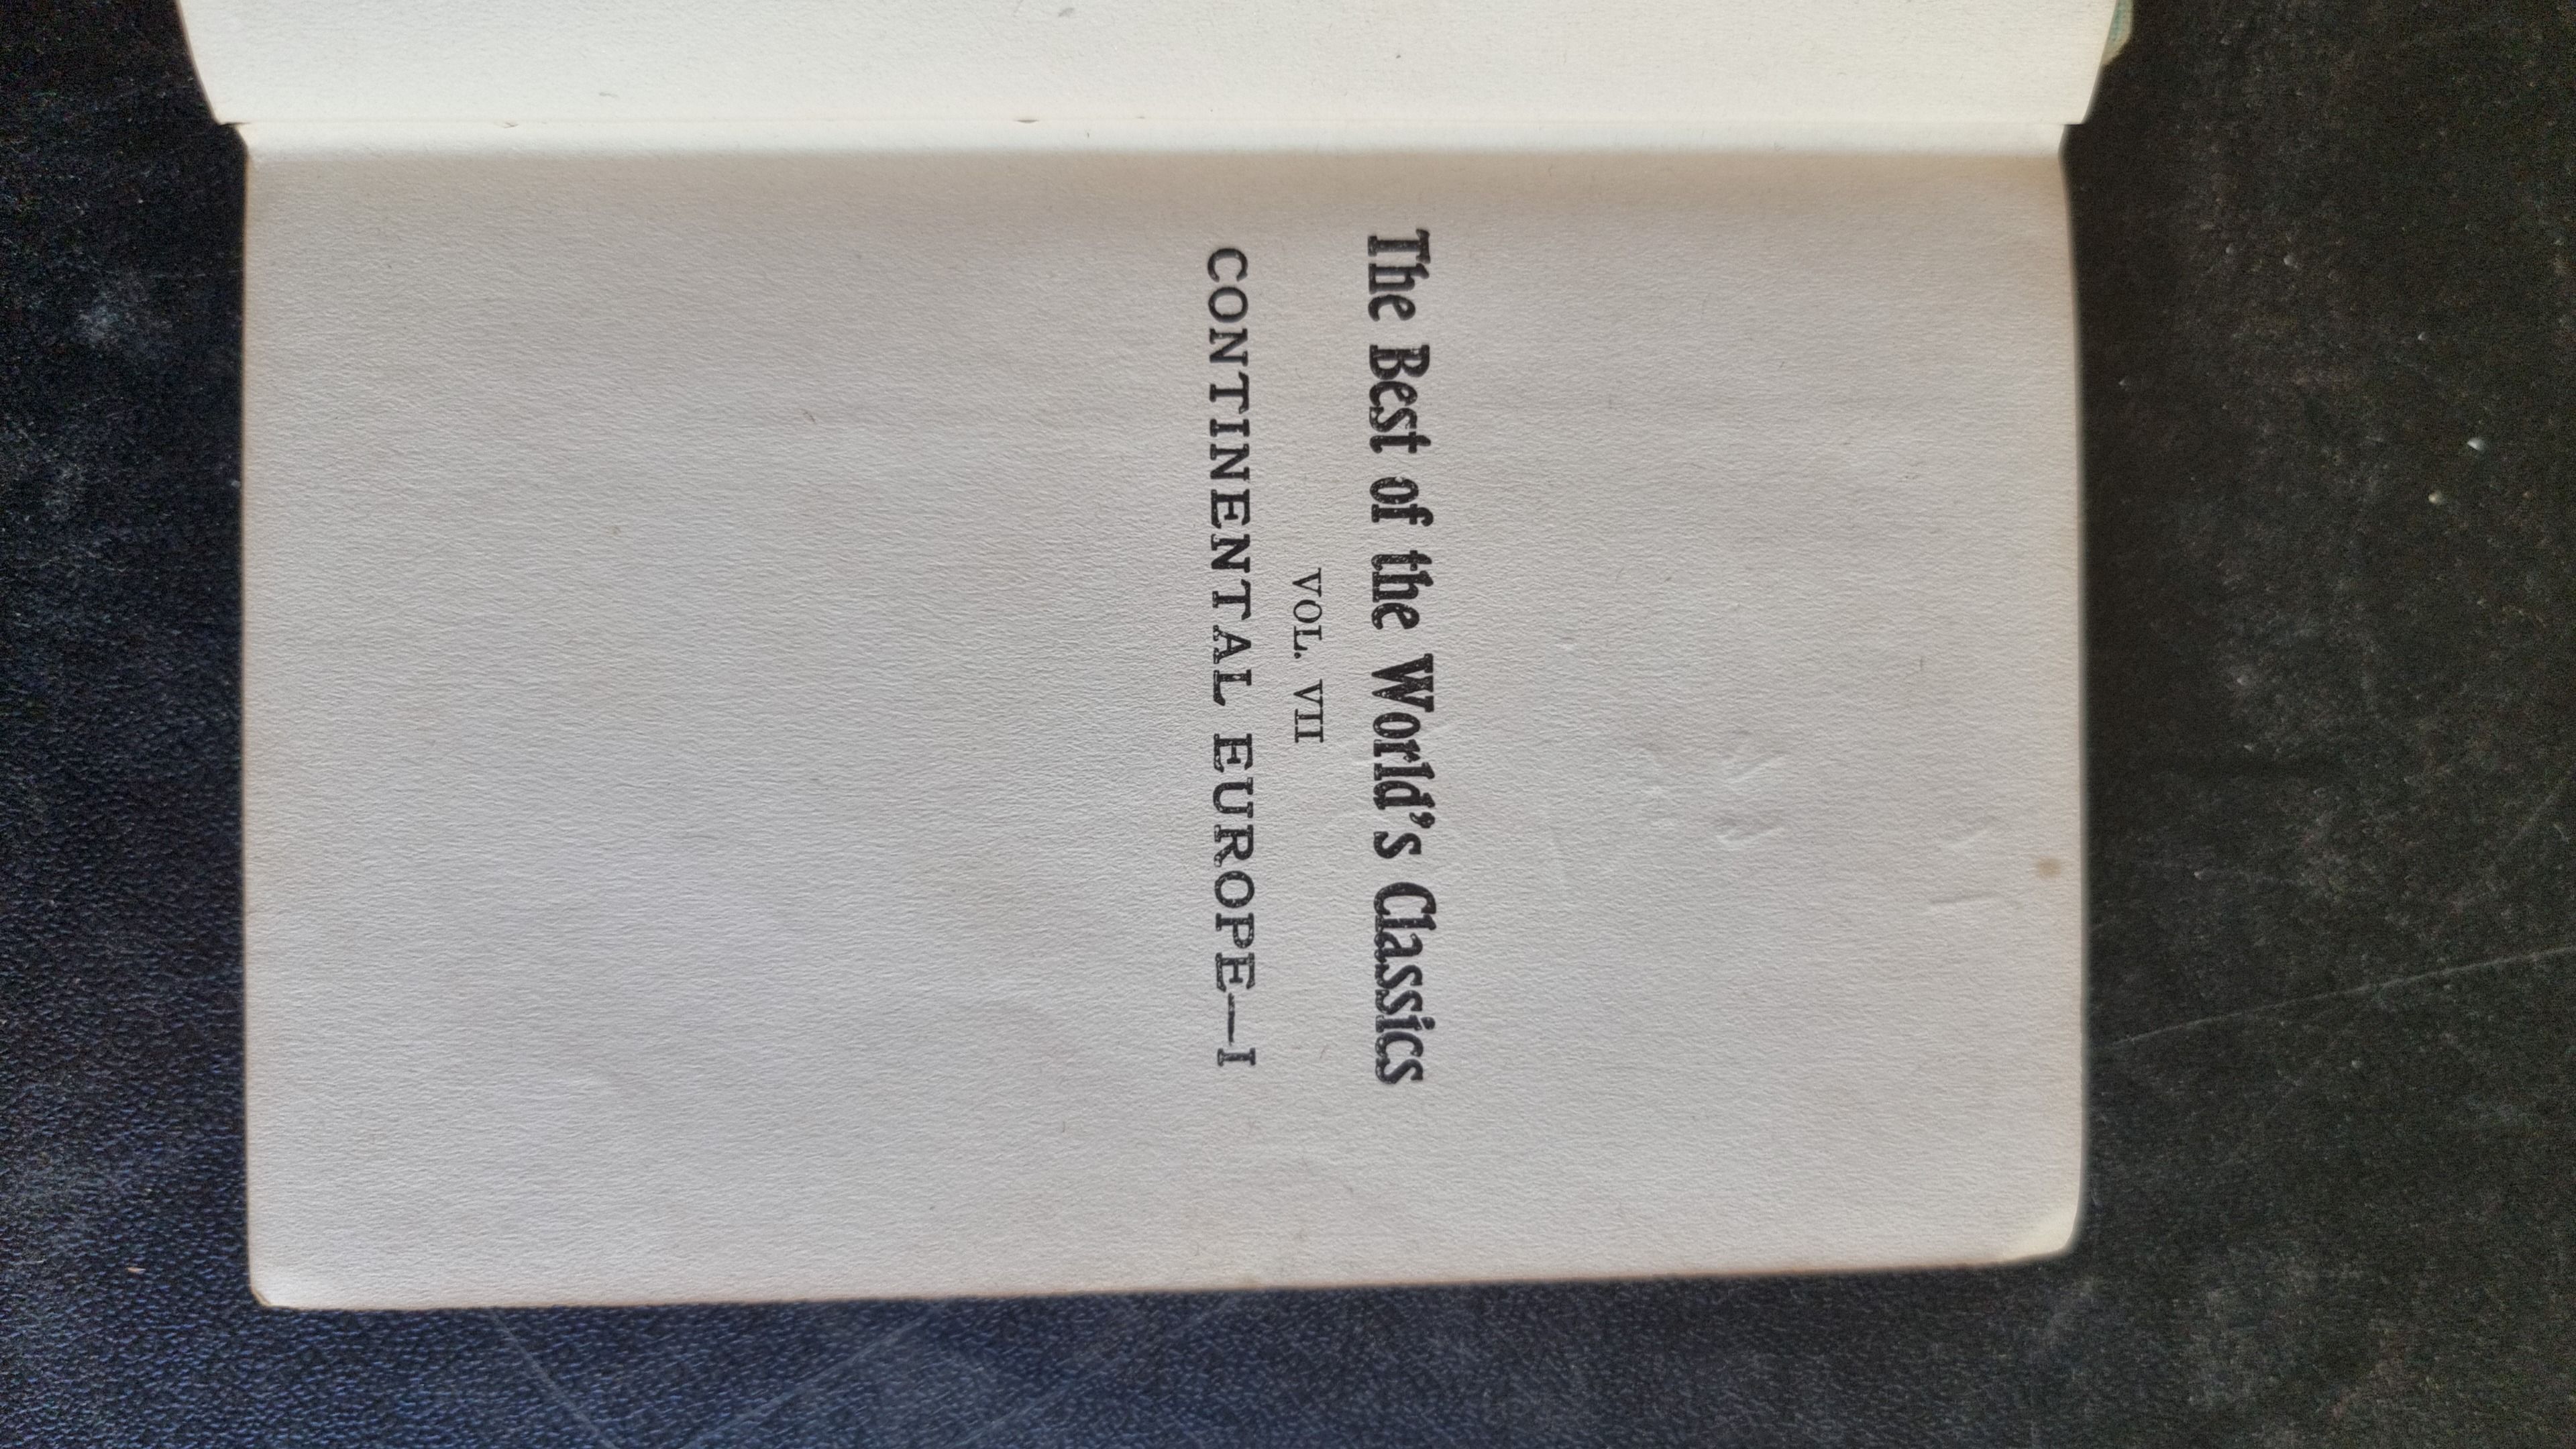 The Best of the World's Classics
VOL. VII
CONTINENTAL EUROPE—I